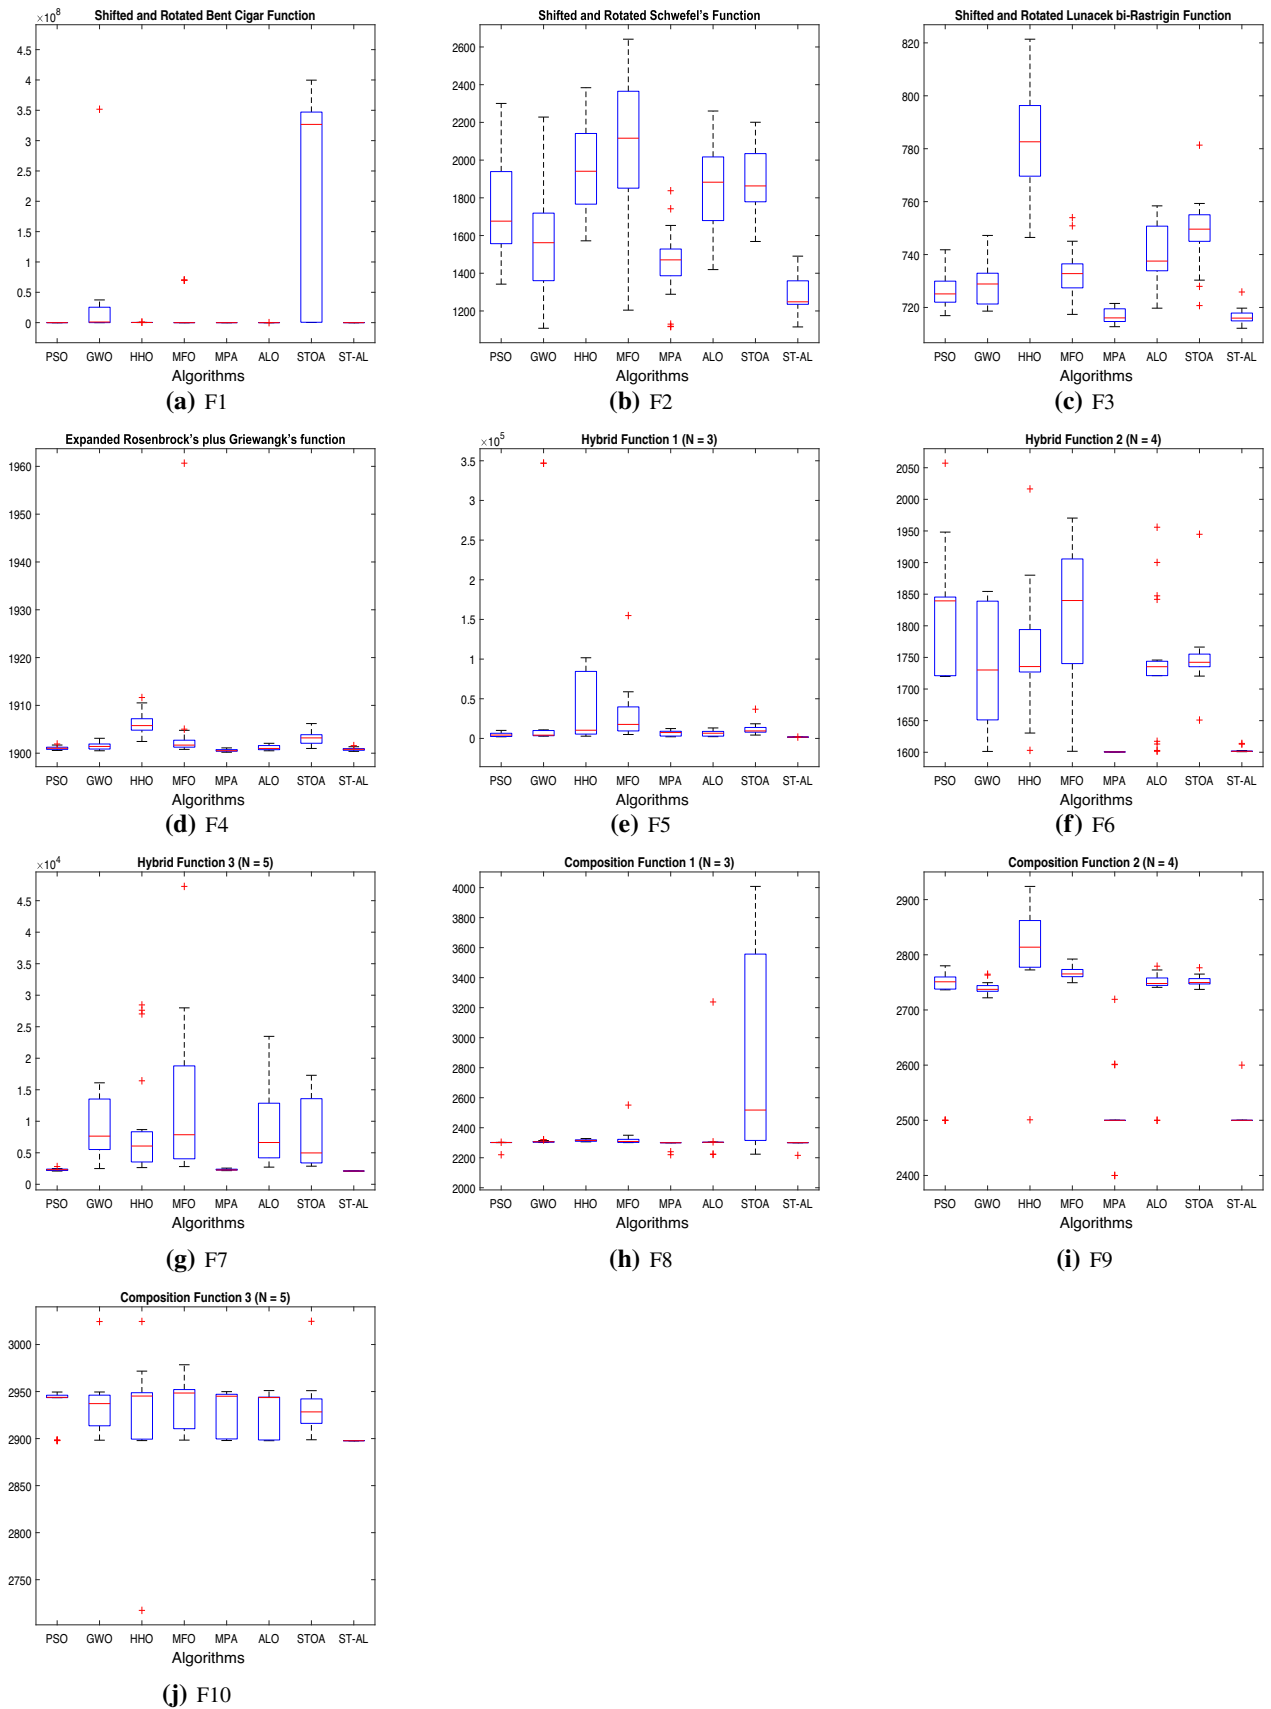 Shifted and Rotated Bent Cigar Function
×10^8
4.5
4
3.5
3
2.5
2
1.5
1
0.5
0
PSO GWO HHO MFO MPA ALO STOA ST-AL
Algorithms
(a) F1
Shifted and Rotated Schwefel's Function
2600
2400
2200
2000
1800
1600
1400
1200
PSO GWO HHO MFO MPA ALO STOA ST-AL
Algorithms
(b) F2
Shifted and Rotated Lunacek bi-Rastrigin Function
820
800
780
760
740
720
PSO GWO HHO MFO MPA ALO STOA ST-AL
Algorithms
(c) F3
Expanded Rosenbrock's plus Griewangk's function
1960
1950
1940
1930
1920
1910
1900
PSO GWO HHO MFO MPA ALO STOA ST-AL
Algorithms
(d) F4
Hybrid Function 1 (N = 3)
×10^5
3.5
3
2.5
2
1.5
1
0.5
0
PSO GWO HHO MFO MPA ALO STOA ST-AL
Algorithms
(e) F5
Hybrid Function 2 (N = 4)
2050
2000
1950
1900
1850
1800
1750
1700
1650
1600
PSO GWO HHO MFO MPA ALO STOA ST-AL
Algorithms
(f) F6
Hybrid Function 3 (N = 5)
×10^4
4.5
4
3.5
3
2.5
2
1.5
1
0.5
0
PSO GWO HHO MFO MPA ALO STOA ST-AL
Algorithms
(g) F7
Composition Function 1 (N = 3)
4000
3800
3600
3400
3200
3000
2800
2600
2400
2200
2000
PSO GWO HHO MFO MPA ALO STOA ST-AL
Algorithms
(h) F8
Composition Function 2 (N = 4)
2900
2800
2700
2600
2500
2400
PSO GWO HHO MFO MPA ALO STOA ST-AL
Algorithms
(i) F9
Composition Function 3 (N = 5)
3000
2950
2900
2850
2800
2750
PSO GWO HHO MFO MPA ALO STOA ST-AL
Algorithms
(j) F10